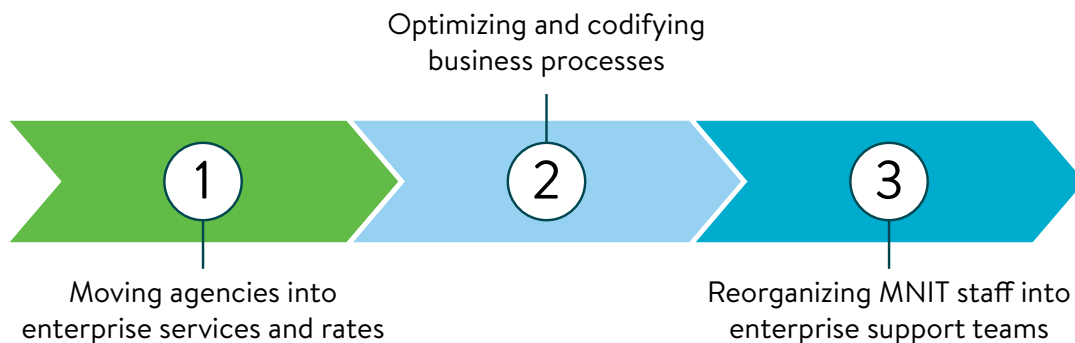 Optimizing and codifying
business processes
1
2
3
Moving agencies into
enterprise services and rates
Reorganizing MNIT staff into
enterprise support teams